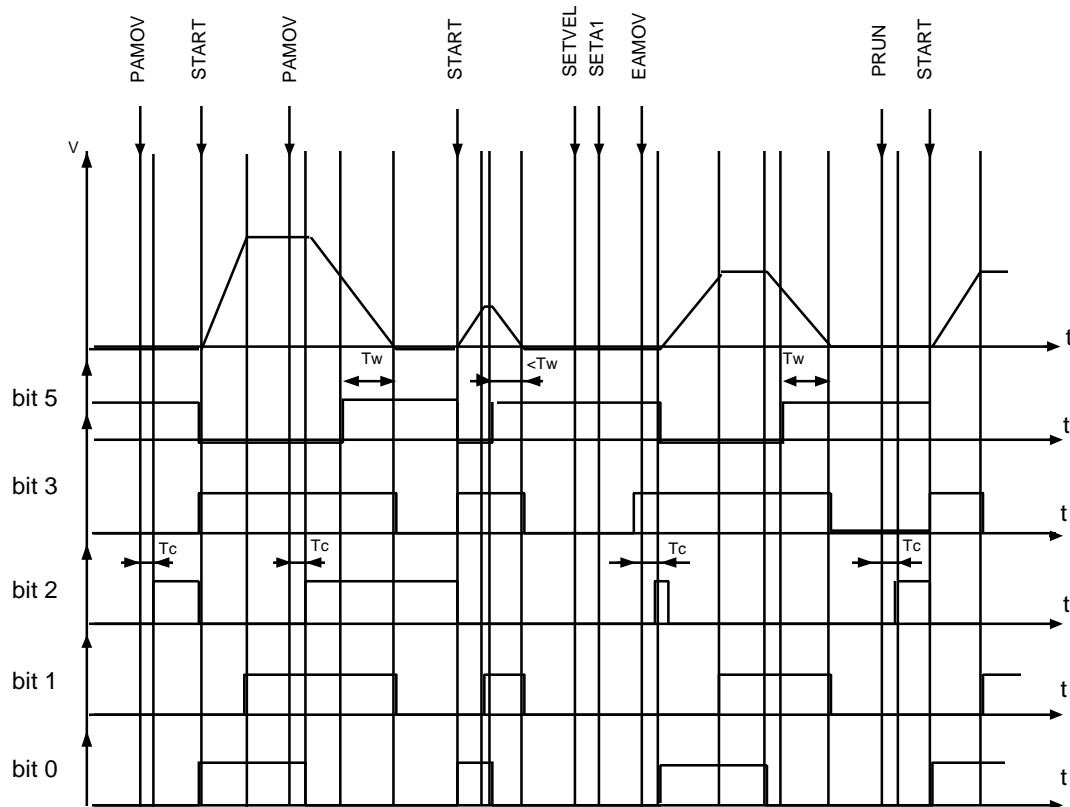 PAMOV
START
PAMOV
START
SETVEL
SETA1
EAMOV
PRUN
START
V
t
Tw
<Tw
Tw
bit 5
t
bit 3
t
Tc
Tc
Tc
Tc
bit 2
t
bit 1
t
bit 0
t